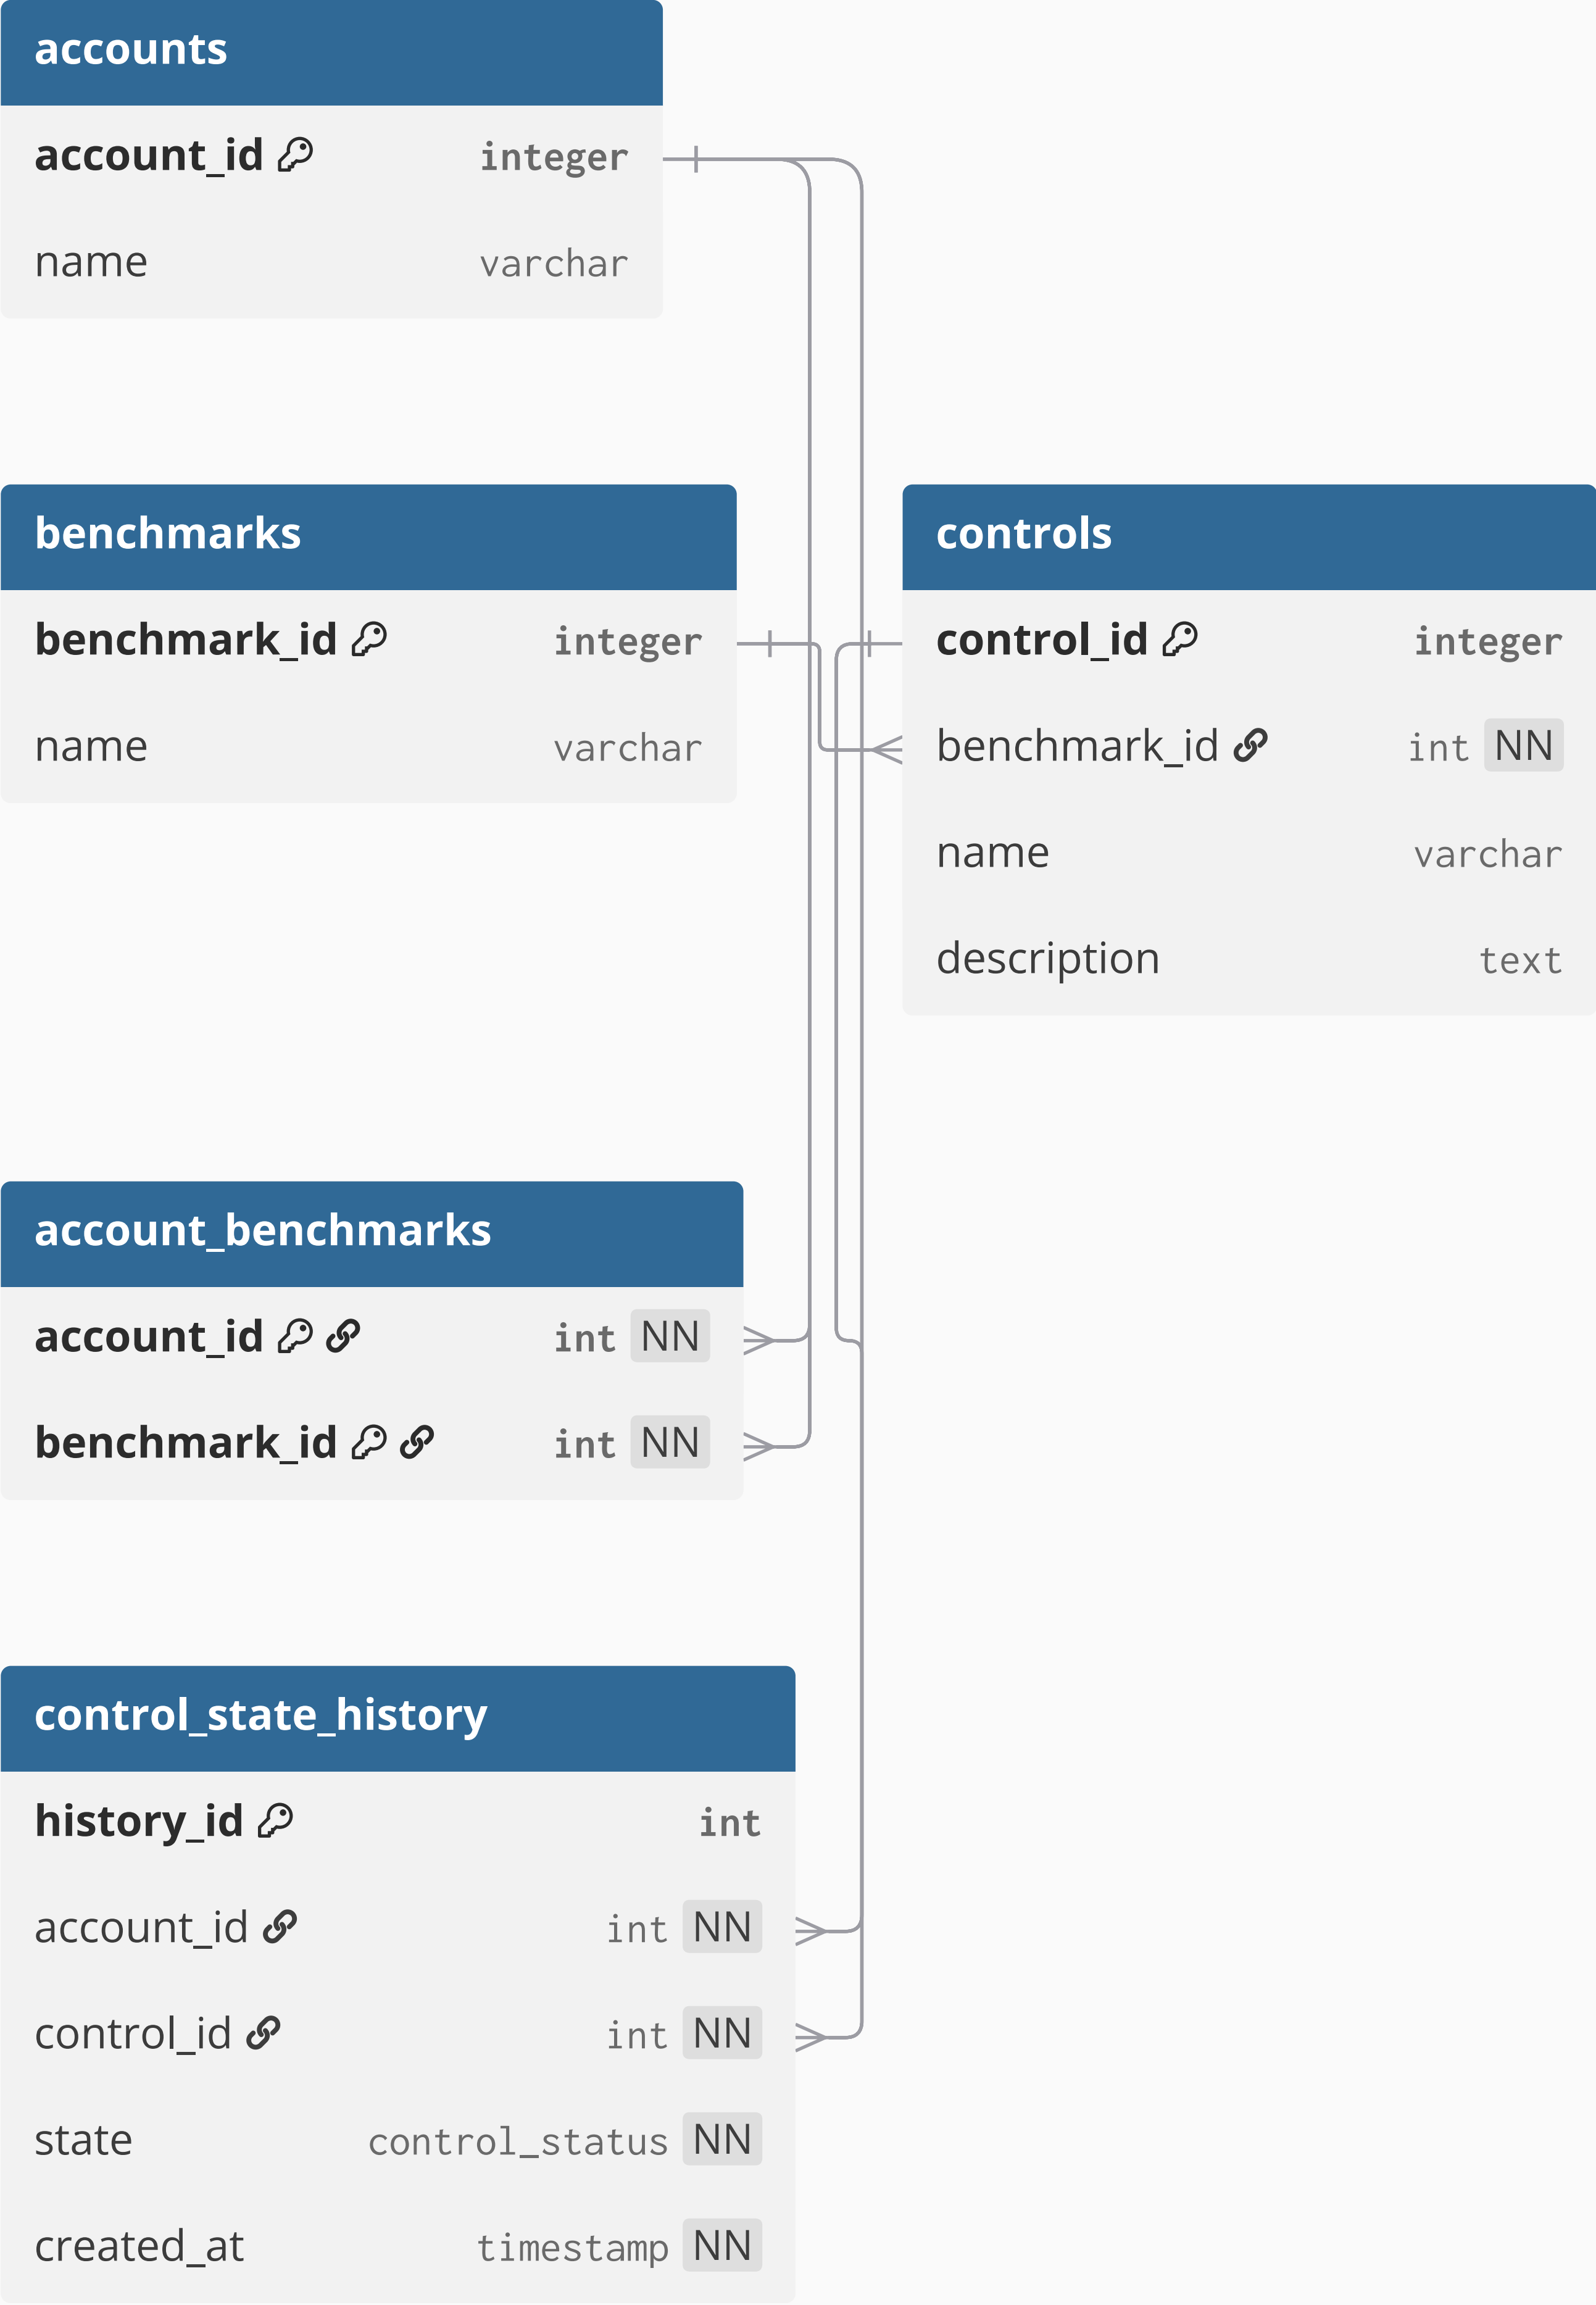 accounts
account_id integer
name varchar
benchmarks
benchmark_id integer
name varchar
controls
control_id integer
benchmark_id int NN
name varchar
description text
account_benchmarks
account_id int NN
benchmark_id int NN
control_state_history
history_id int
account_id int NN
control_id int NN
state control_status NN
created_at timestamp NN